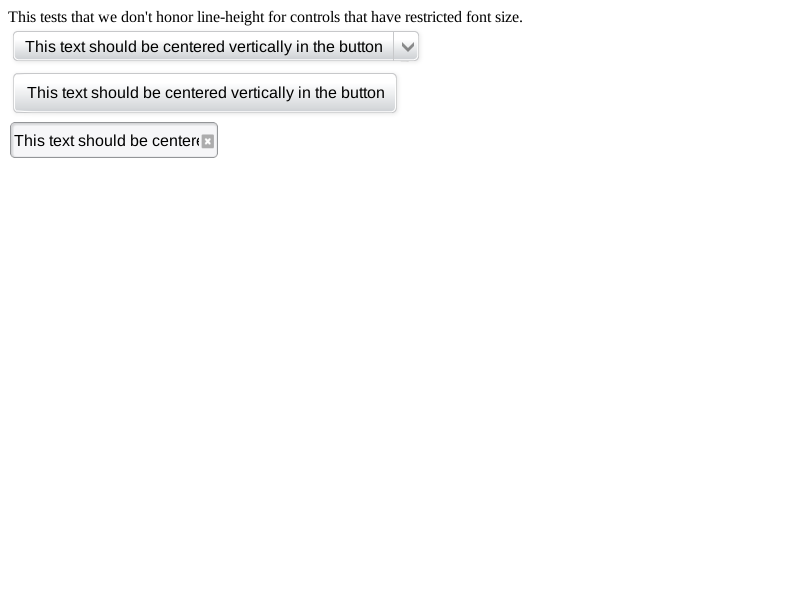 This tests that we don't honor line-height for controls that have restricted font size.
This text should be centered vertically in the button
This text should be centered vertically in the button
This text should be center